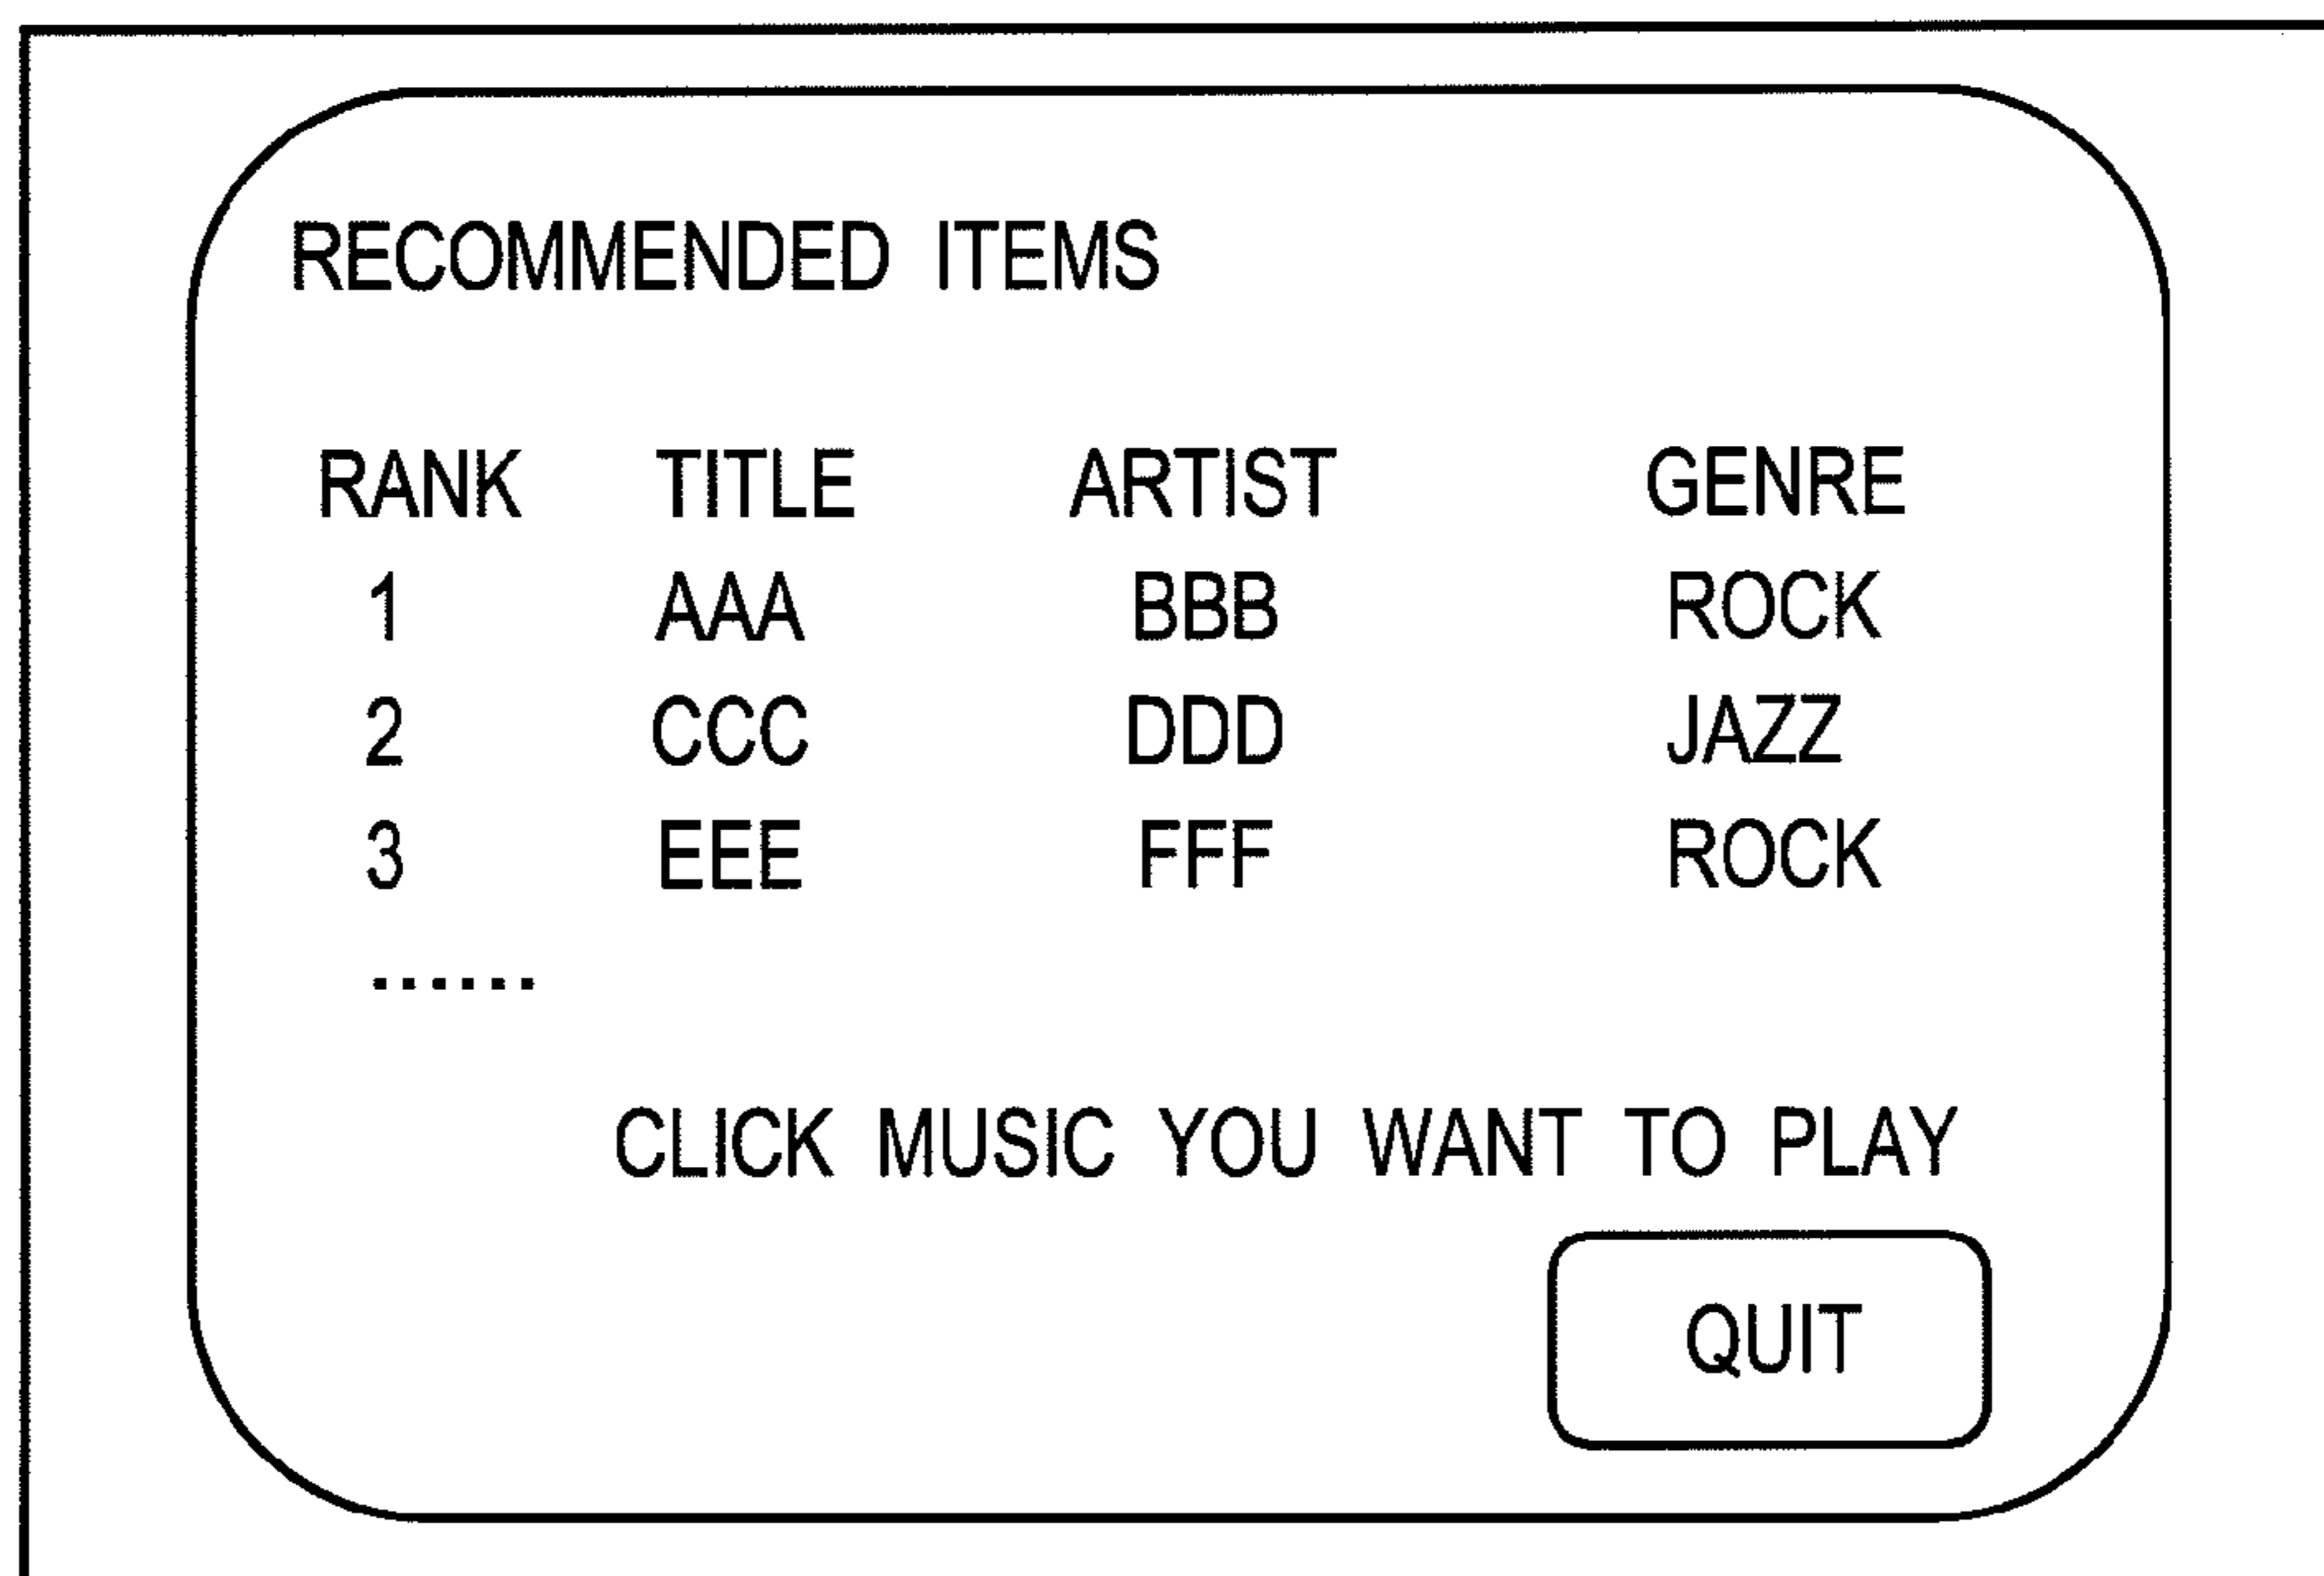 RECOMMENDED ITEMS
RANK TITLE ARTIST GENRE
1 AAA BBB ROCK
2 CCC DDD JAZZ
3 EEE FFF ROCK
......
CLICK MUSIC YOU WANT TO PLAY
QUIT